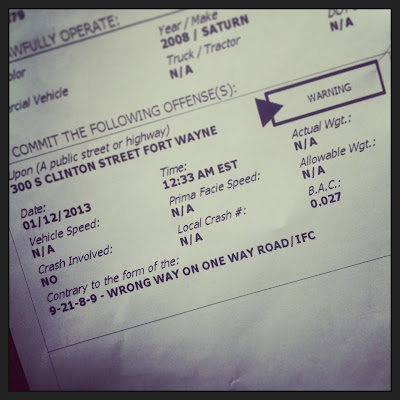 79
AWFULLY OPERATE:
Year / Make
2008 / SATURN
N/A
Color
Truck / Tractor
N/A
rcial Vehicle
COMMIT THE FOLLOWING OFFENSE(S):
WARNING
Upon (A public street or highway)
300 S CLINTON STREET FORT WAYNE
Date:
01/12/2013
Time:
12:33 AM EST
Actual Wgt.:
N/A
Vehicle Speed:
N/A
Prima Facie Speed:
N/A
Allowable Wgt.:
N/A
Crash Involved:
NO
Local Crash #:
N/A
B.A.C.:
0.027
Contrary to the form of the:
9-21-8-9 - WRONG WAY ON ONE WAY ROAD/IFC